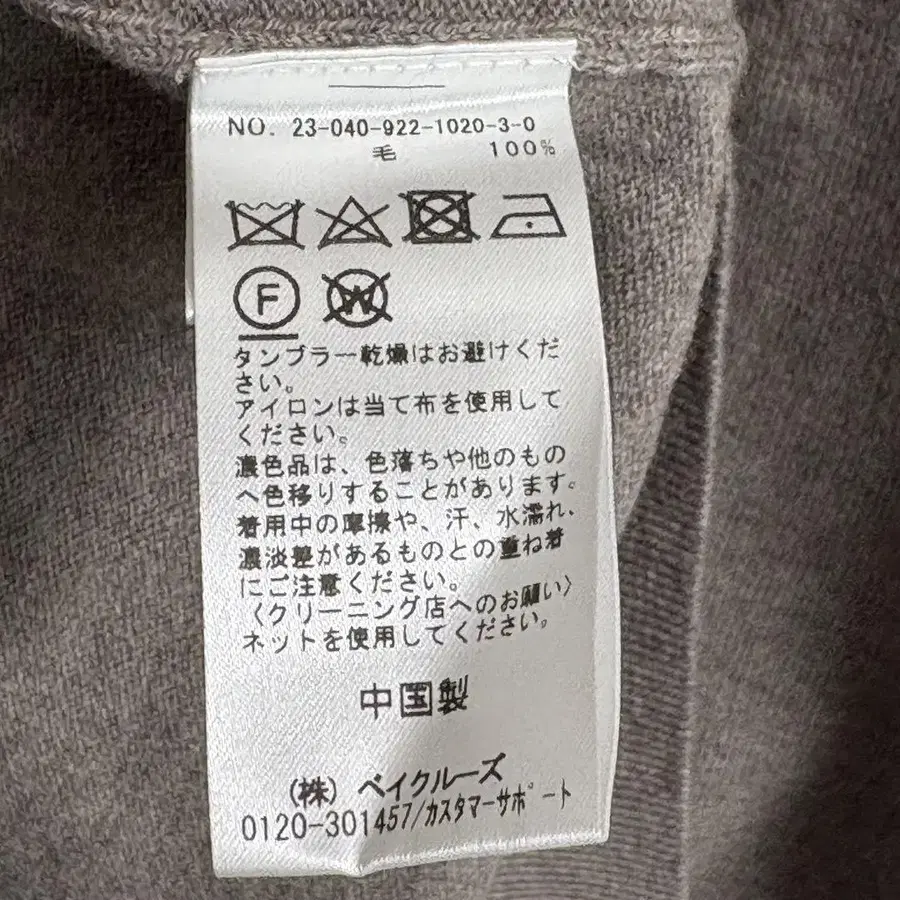 NO. 23-040-922-1020-3-0
毛 100%
F W
タンブラー乾燥はお避けくだ
さい。
アイロンは当て布を使用して
ください。
濃色品は、色落ちや他のもの
へ色移りすることがあります。
着用中の摩擦や、汗、水濡れ、
濃淡差があるものとの重ね着
にご注意ください。
〈クリーニング店へのお願い〉
ネットを使用してください。
中国製
(株) ベイクルーズ
0120-301457/カスタマーサポート